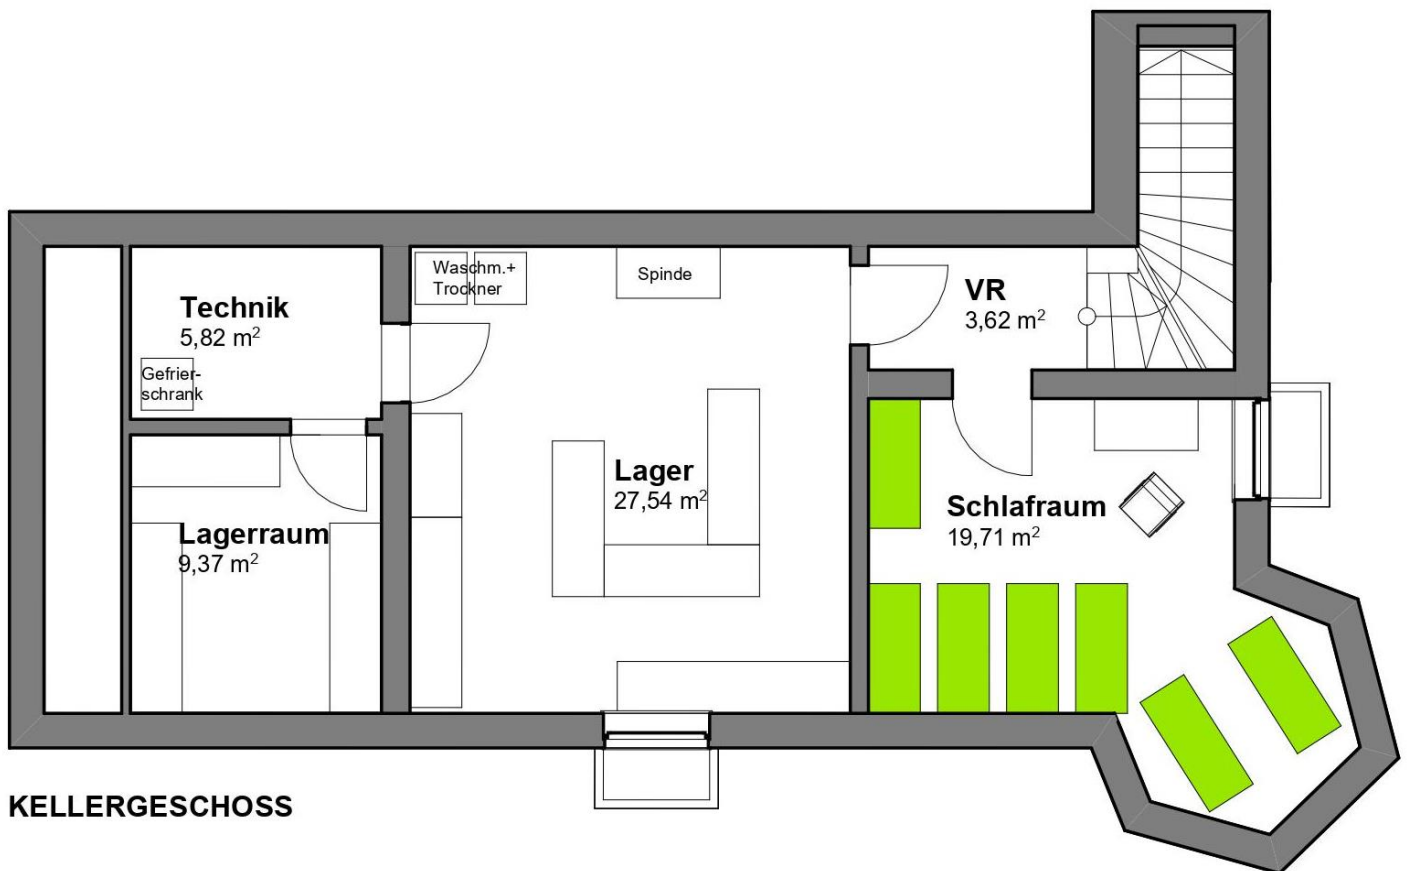 Technik
5,82 m²
Gefrier-
schrank
Lagerraum
9,37 m²
Waschm.+
Trockner
Spinde
Lager
27,54 m²
VR
3,62 m²
Schlafraum
19,71 m²
KELLERGESCHOSS